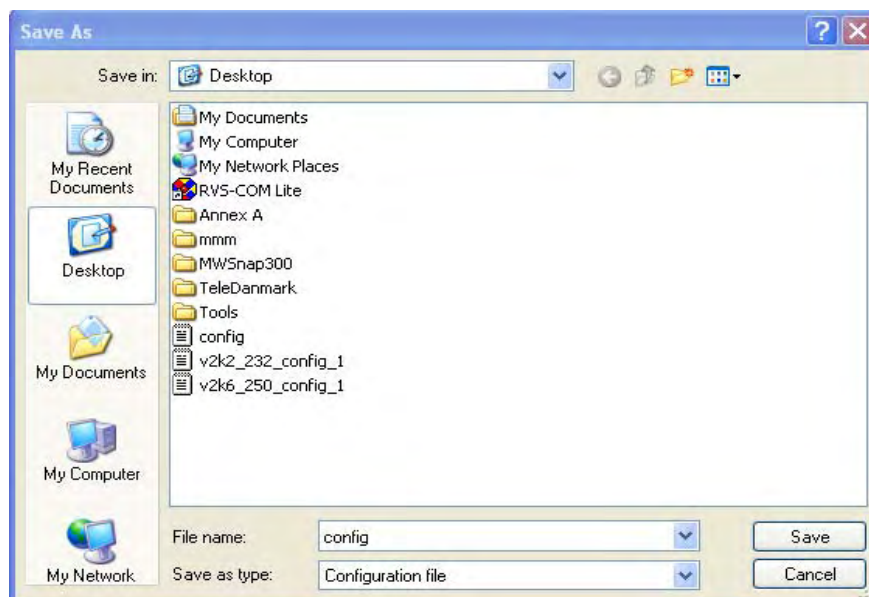 Save As
Save in:
Desktop
My Recent
Documents
Desktop
My Documents
My Computer
My Network
My Documents
My Computer
My Network Places
RVS-COM Lite
Annex A
mmm
MWSnap300
TeleDanmark
Tools
config
v2k2_232_config_1
v2k6_250_config_1
File name:
config
Save
Save as type:
Configuration file
Cancel